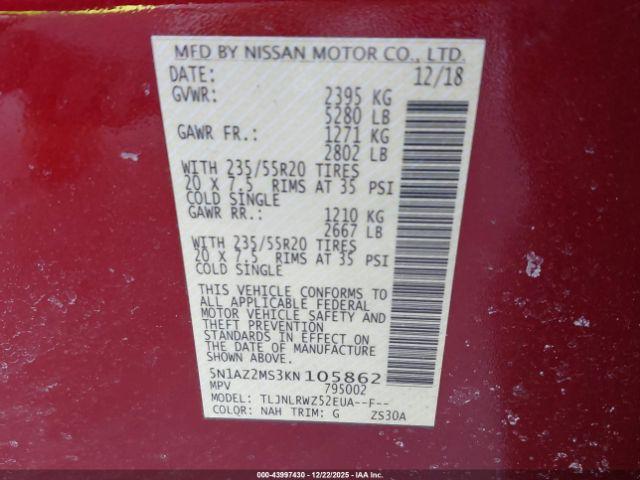 MFD BY NISSAN MOTOR CO., LTD.
DATE: 12/18
GVWR: 2395 KG
5280 LB
GAWR FR.: 1271 KG
2802 LB
WITH 235/55R20 TIRES
20 X 7.5 RIMS AT 35 PSI
COLD SINGLE
GAWR RR.: 1210 KG
2667 LB
WITH 235/55R20 TIRES
20 X 7.5 RIMS AT 35 PSI
COLD SINGLE
THIS VEHICLE CONFORMS TO
ALL APPLICABLE FEDERAL
MOTOR VEHICLE SAFETY AND
THEFT PREVENTION
STANDARDS IN EFFECT ON
THE DATE OF MANUFACTURE
SHOWN ABOVE.
5N1AZ2MS3KN105862
MPV 795002
MODEL: TLJNLRWZ52EUA--F--
COLOR: NAH TRIM: G ZS30A
000-43997430 - 12/22/2025 - IAAI.COM